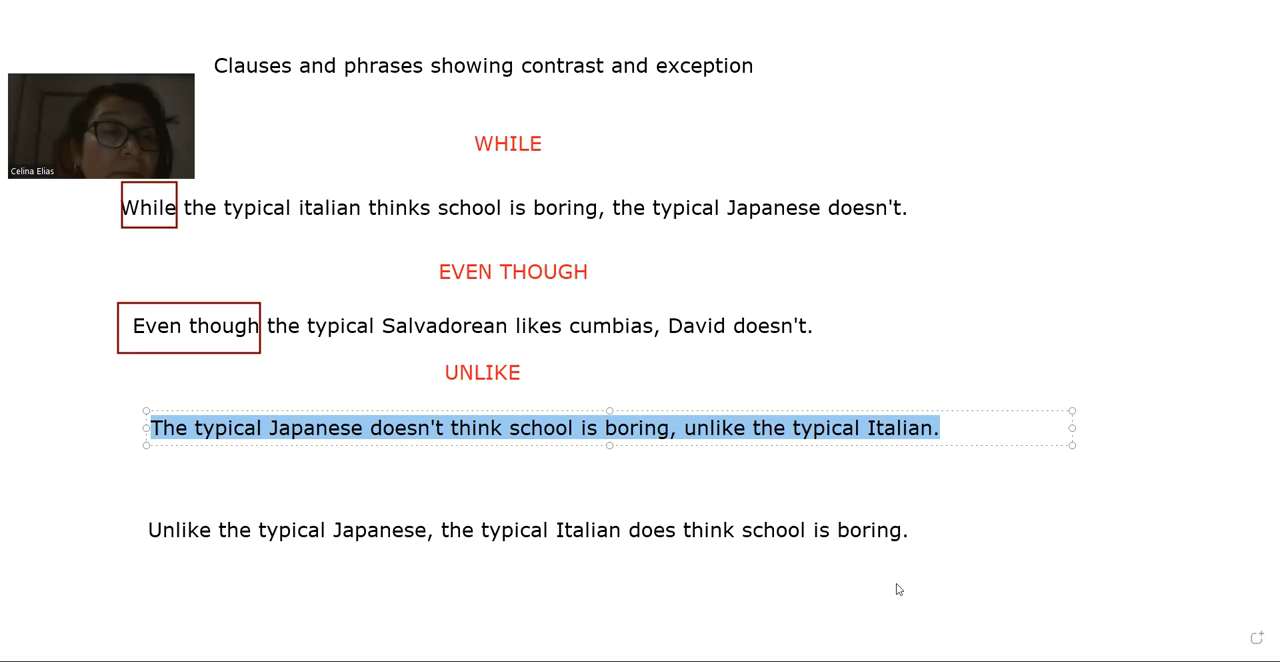 Clauses and phrases showing contrast and exception
WHILE
Celina Elias
While the typical italian thinks school is boring, the typical Japanese doesn't.
EVEN THOUGH
Even though the typical Salvadorean likes cumbias, David doesn't.
UNLIKE
The typical Japanese doesn't think school is boring, unlike the typical Italian.
Unlike the typical Japanese, the typical Italian does think school is boring.